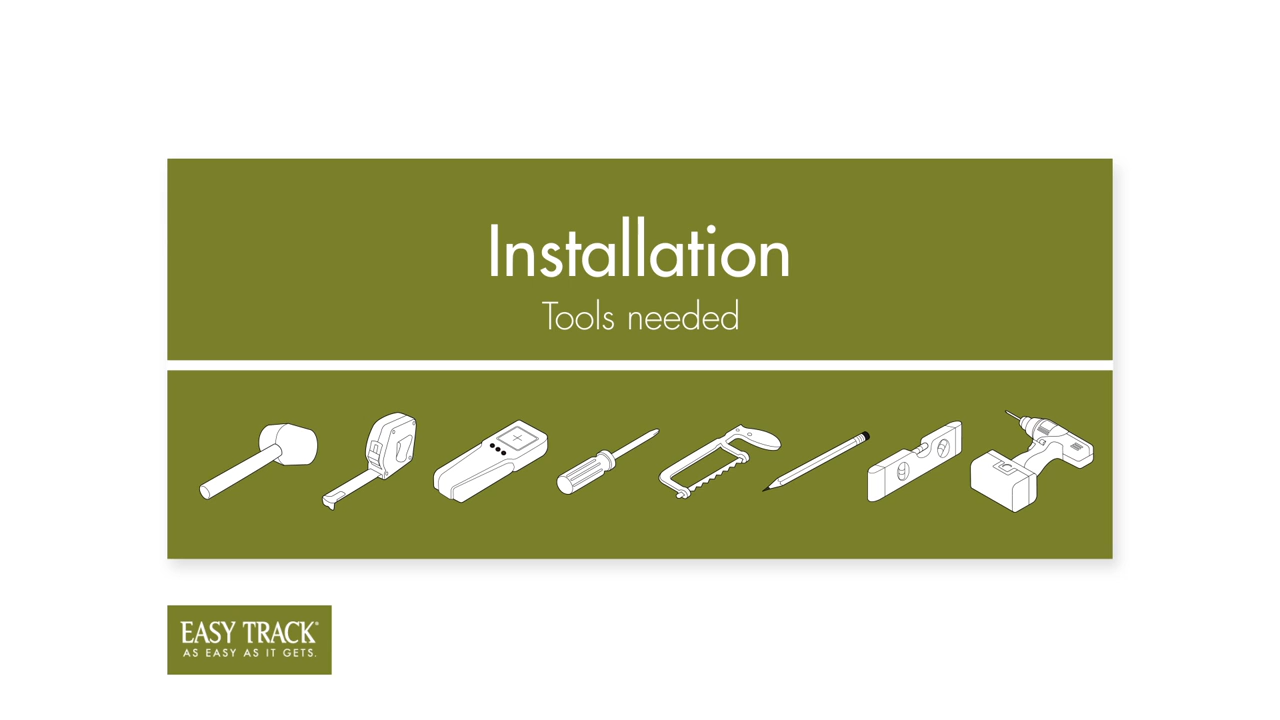 Installation
Tools needed
EASY TRACK®
AS EASY AS IT GETS.